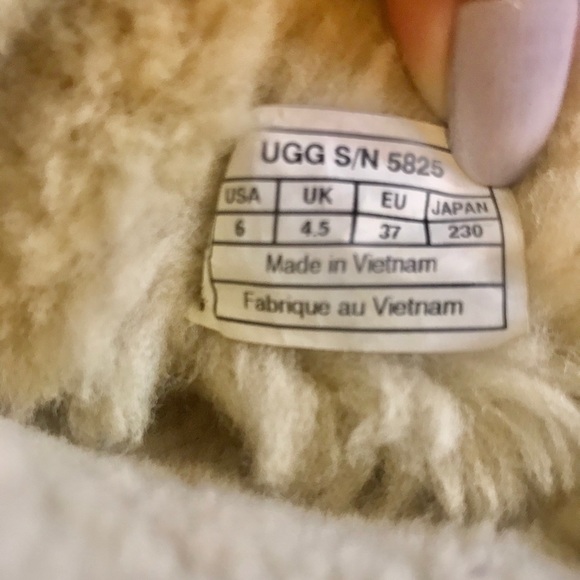 UGG S/N 5825
USA UK EU JAPAN
6 4.5 37 230
Made in Vietnam
Fabrique au Vietnam